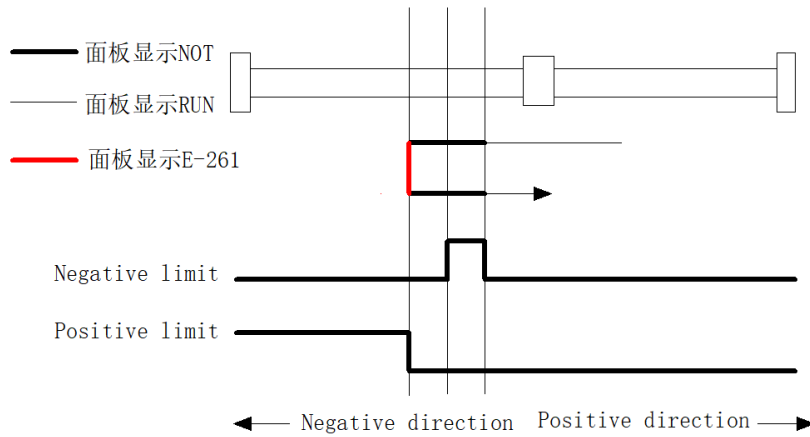 面板显示NOT
面板显示RUN
面板显示E-261
Negative limit
Positive limit
Negative direction
Positive direction